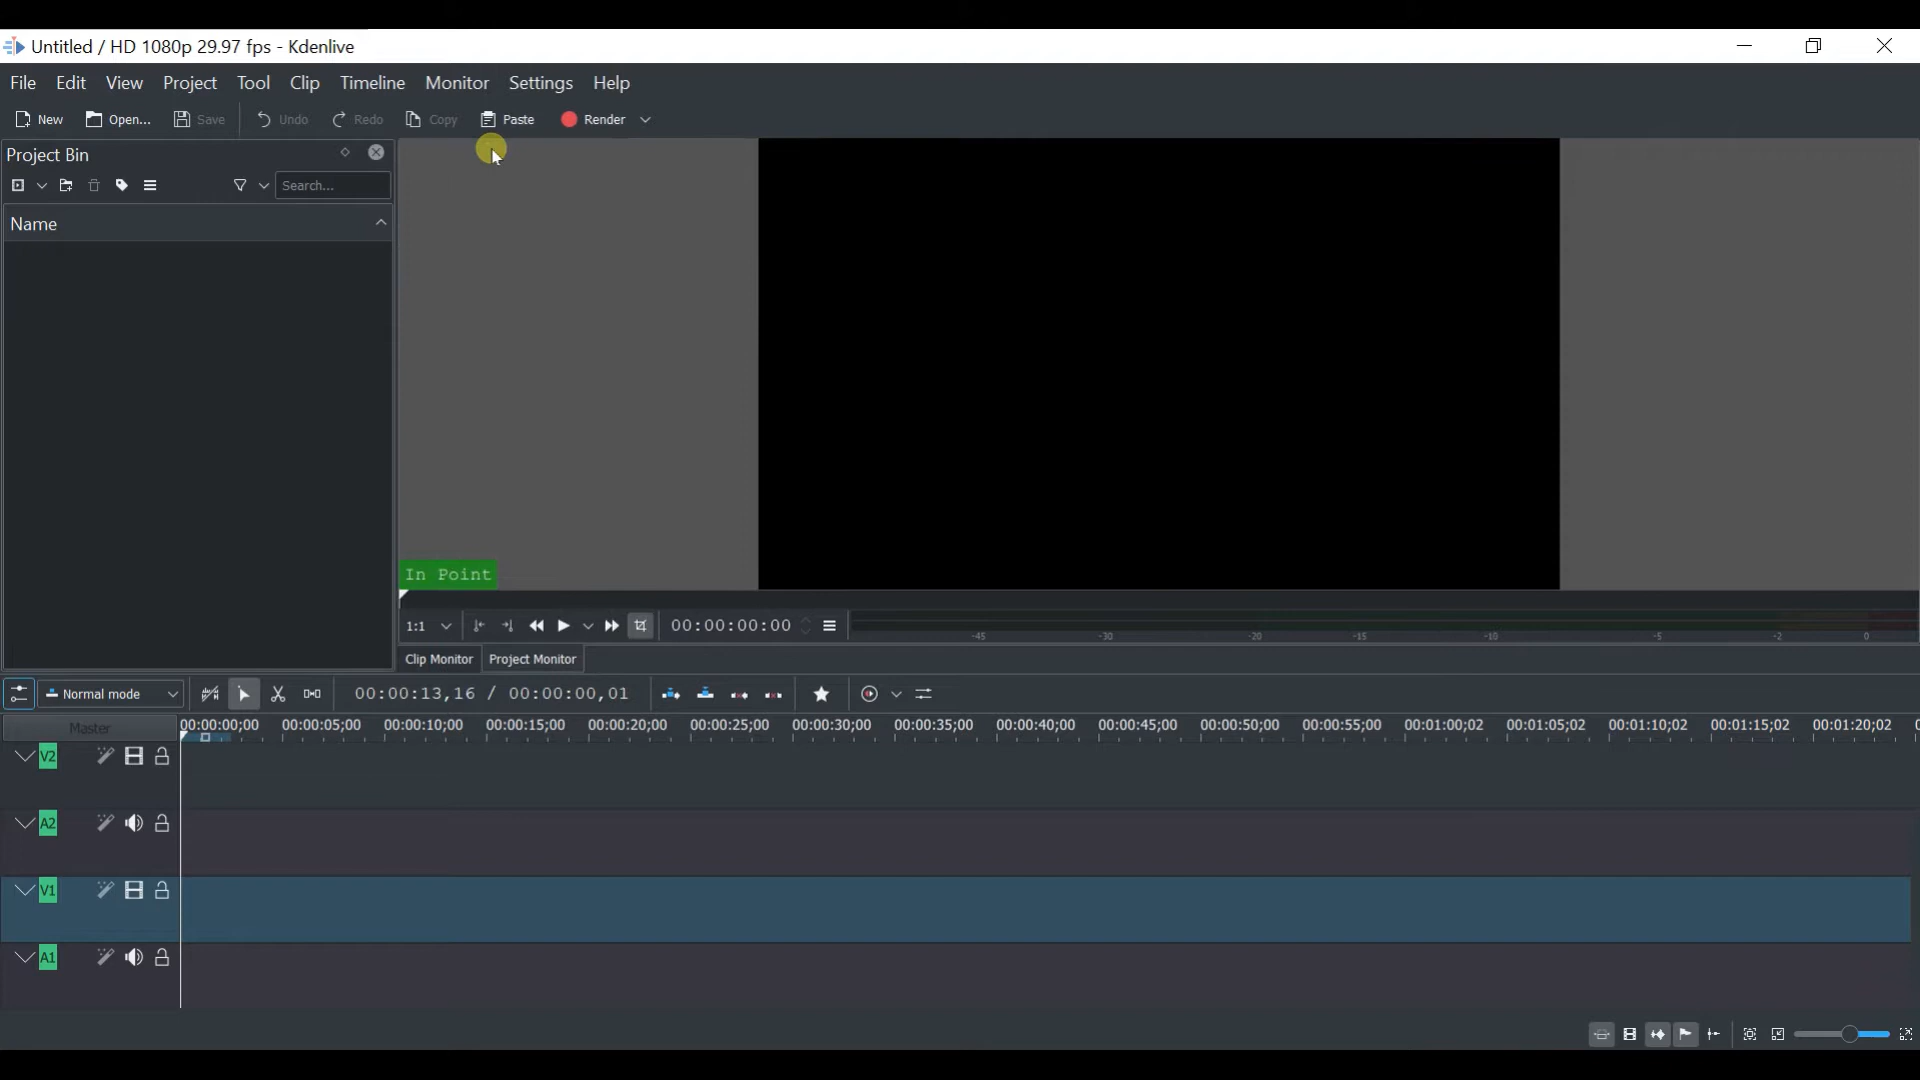 Untitled / HD 1080p 29.97 fps - Kdenlive
File Edit View Project Tool Clip Timeline Monitor Settings Help
New Open... Save Undo Redo Copy Paste Render
Project Bin
Search...
Name
In Point
1:1 00:00:00:00 -45 -30 -20 -15 -10 -5 -2 0
Clip Monitor Project Monitor
Normal mode 00:00:13,16 / 00:00:00,01
Master 00:00:00;00 00:00:05;00 00:00:10;00 00:00:15;00 00:00:20;00 00:00:25;00 00:00:30;00 00:00:35;00 00:00:40;00 00:00:45;00 00:00:50;00 00:00:55;00 00:01:00;02 00:01:05;02 00:01:10;02 00:01:15;02 00:01:20;02
V2
A2
V1
A1